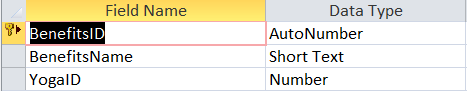 Field Name Data Type
BenefitsID AutoNumber
BenefitsName Short Text
YogaID Number